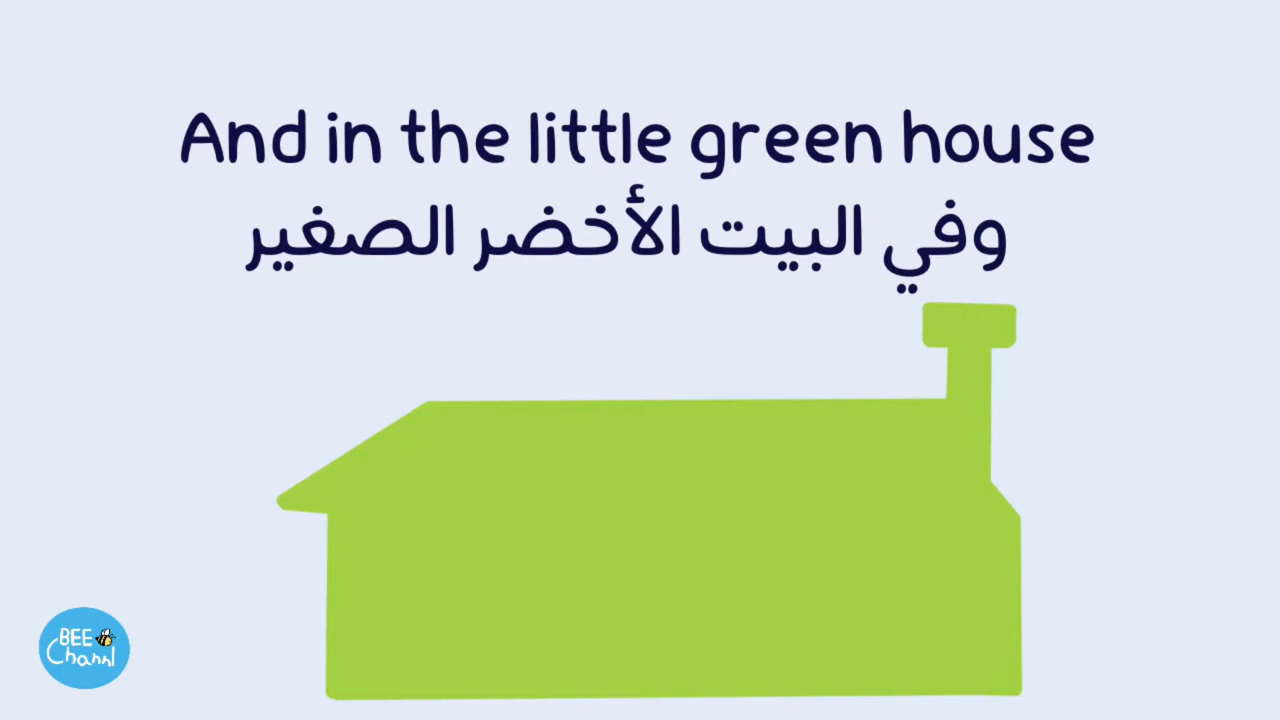 And in the little green house
وفي البيت الأخضر الصغير
BEE
Channl